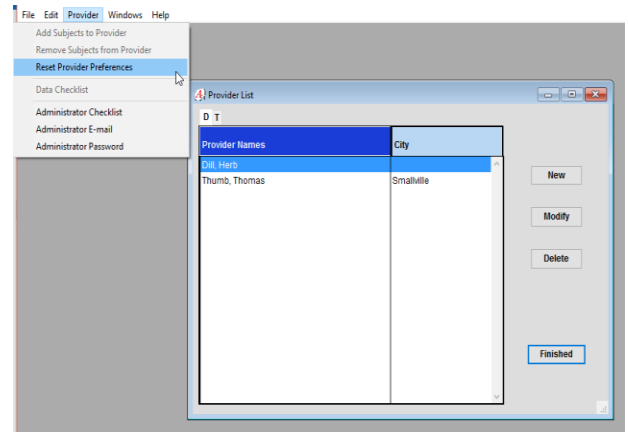 File Edit Provider Windows Help
Add Subjects to Provider
Remove Subjects from Provider
Reset Provider Preferences
Data Checklist
Administrator Checklist
Administrator E-mail
Administrator Password
Provider List
D T
Provider Names City
Dill, Herb
Thumb, Thomas Smallville
New
Modify
Delete
Finished